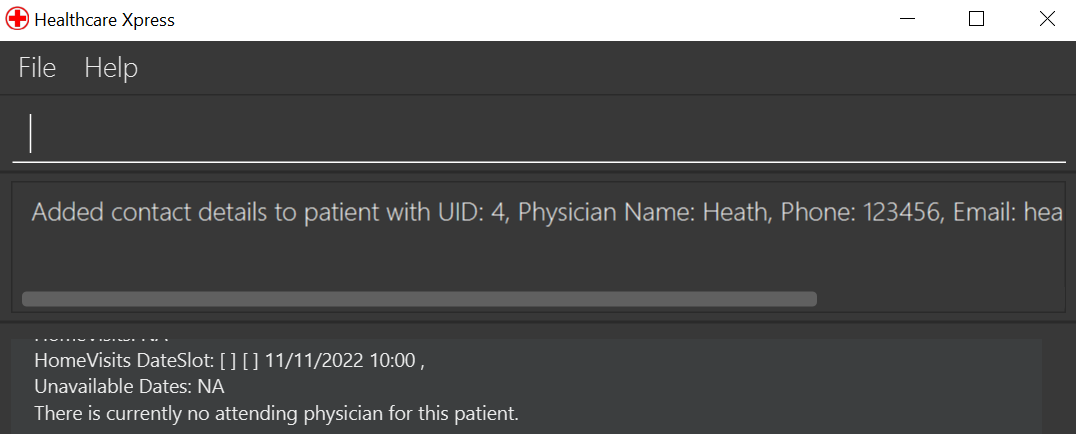 Healthcare Xpress
File Help
Added contact details to patient with UID: 4, Physician Name: Heath, Phone: 123456, Email: hea
HomeVisits: NA
HomeVisits DateSlot: [ ] [ ] 11/11/2022 10:00 ,
Unavailable Dates: NA
There is currently no attending physician for this patient.